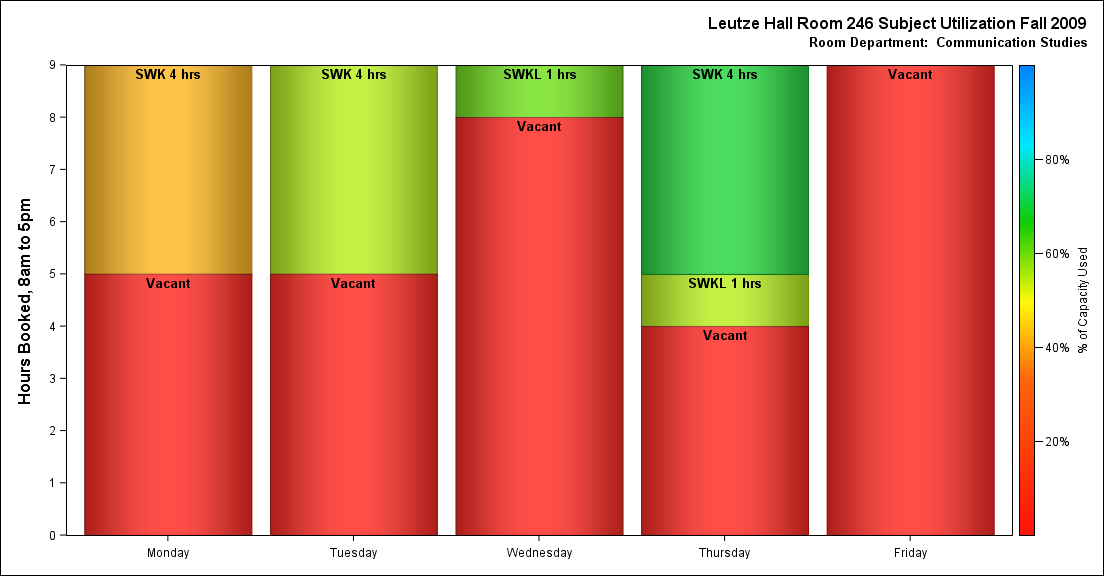 Leutze Hall Room 246 Subject Utilization Fall 2009
Room Department:  Communication Studies
Hours Booked, 8am to 5pm
9
8
7
6
5
4
3
2
1
0
SWK 4 hrs
Vacant
SWK 4 hrs
Vacant
SWKL 1 hrs
Vacant
SWK 4 hrs
SWKL 1 hrs
Vacant
Vacant
Monday
Tuesday
Wednesday
Thursday
Friday
80%
60%
40%
20%
% of Capacity Used